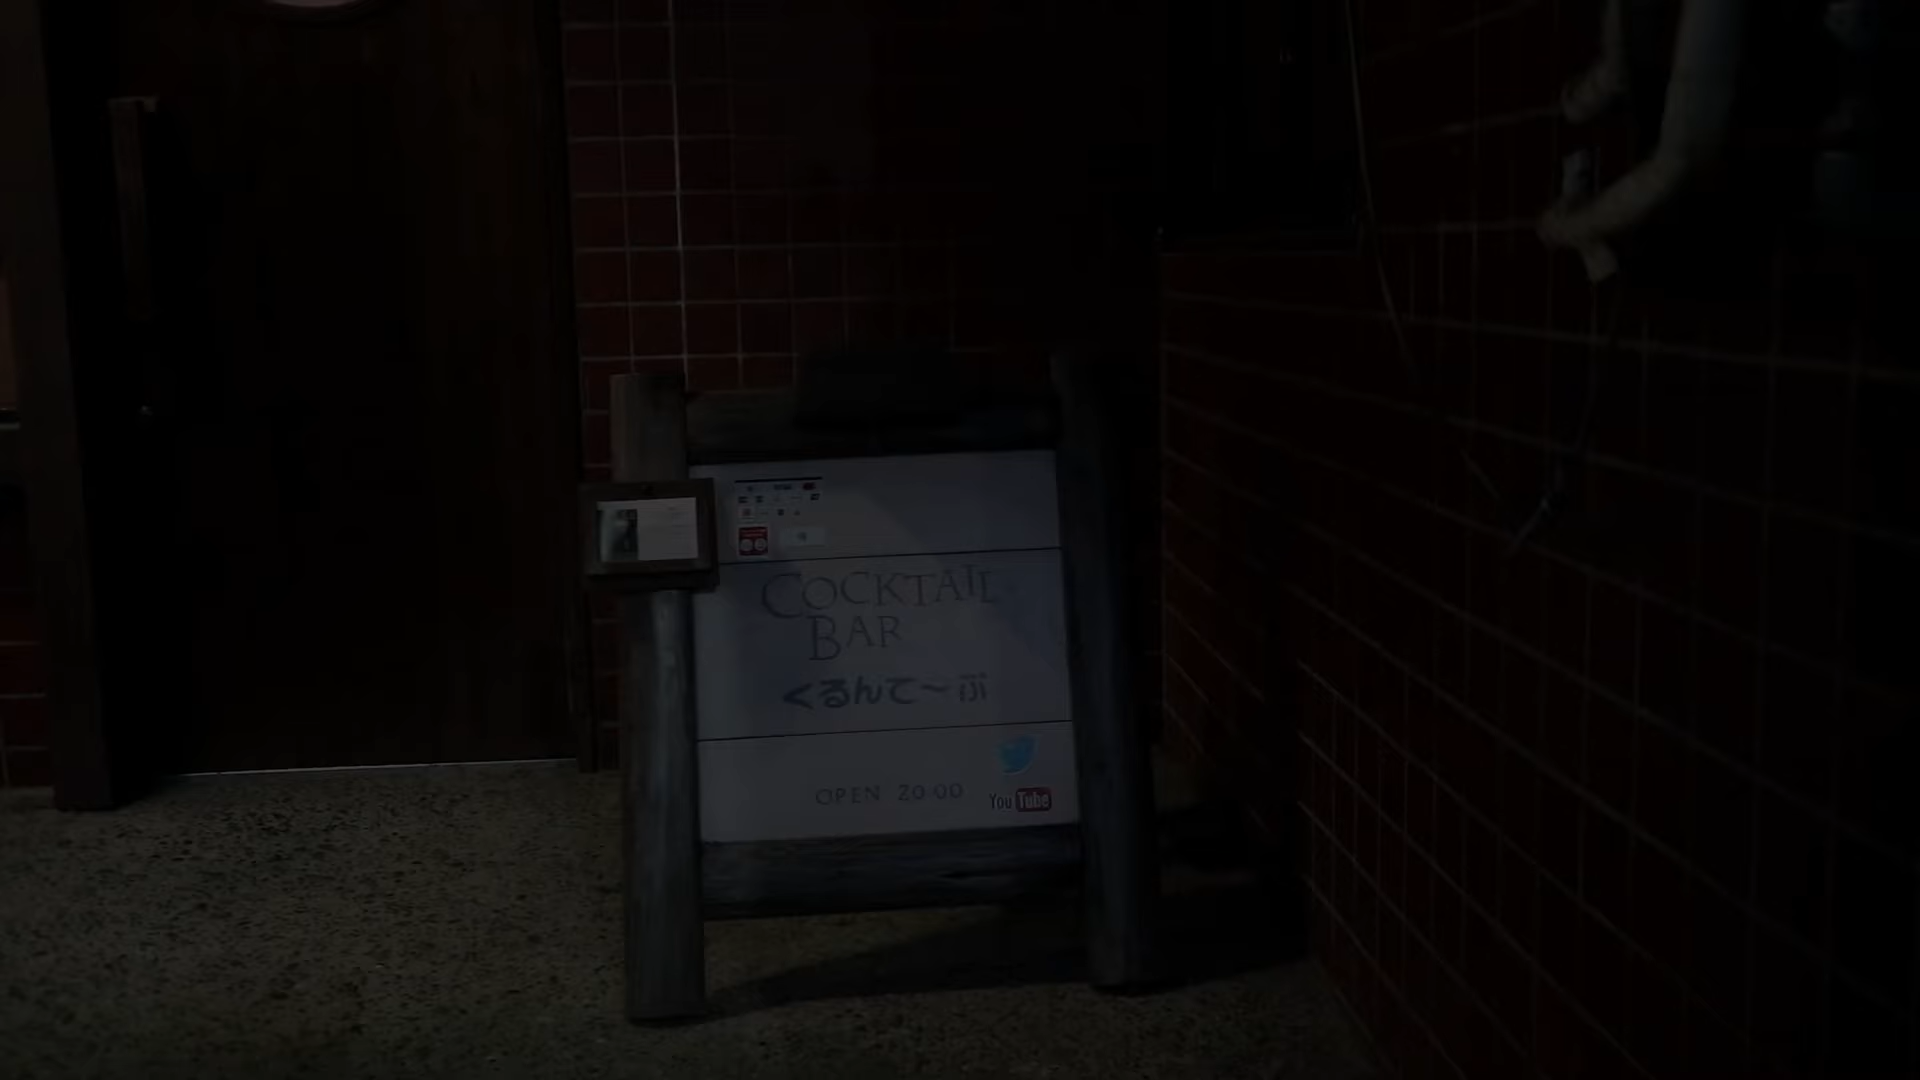 COCKTAIL
BAR
くるんて～ぷ
OPEN 20:00
YouTube